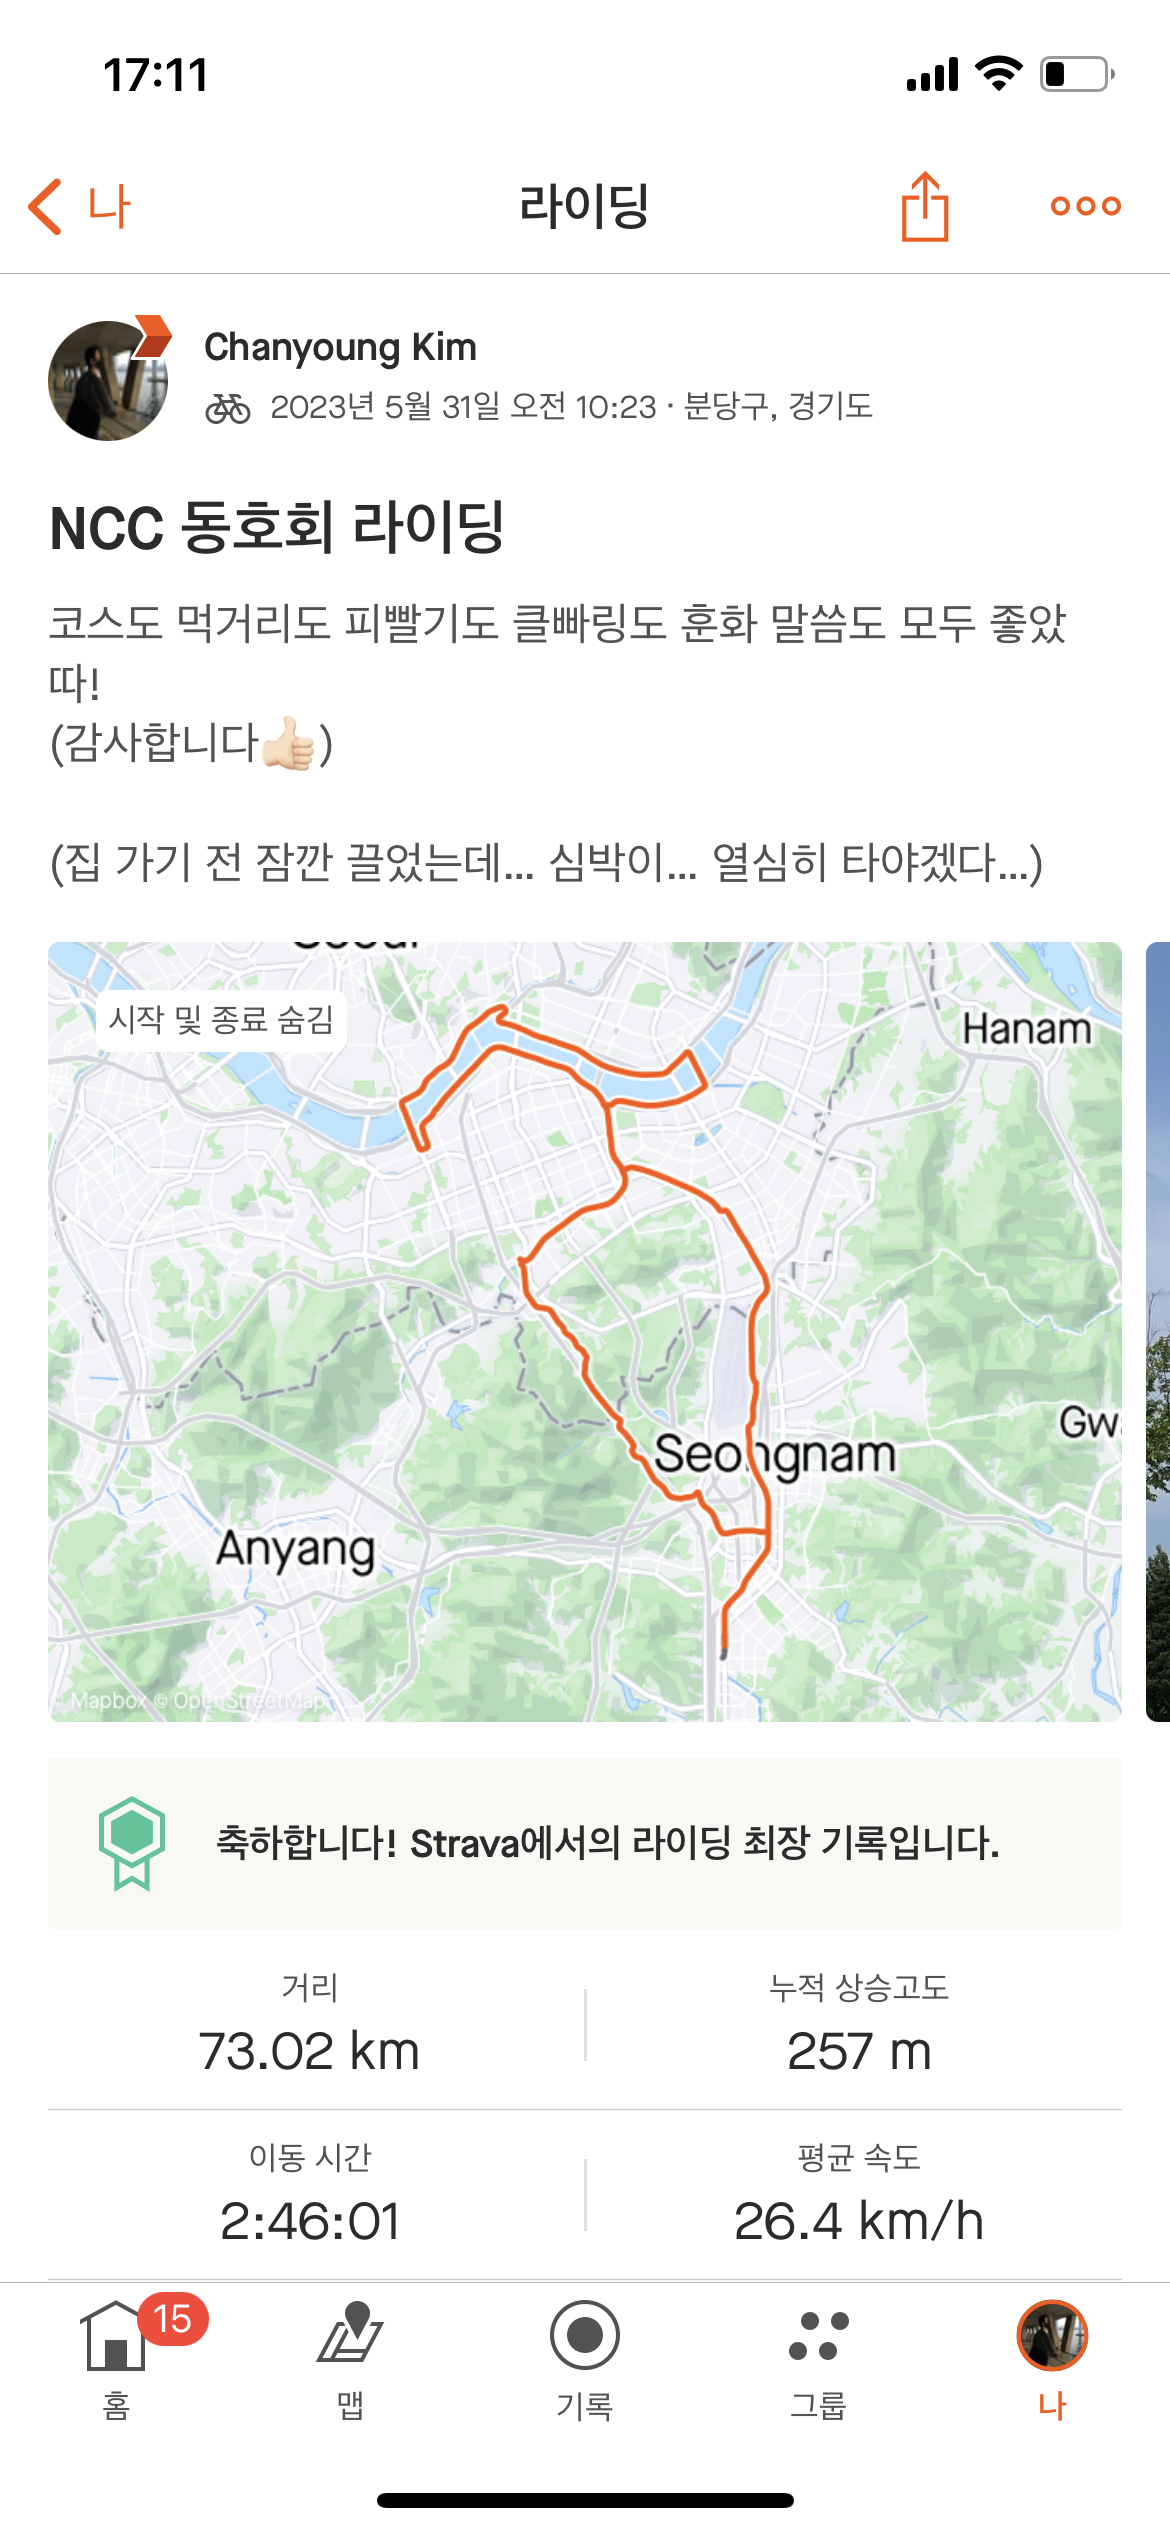 17:11
나
라이딩
Chanyoung Kim
2023년 5월 31일 오전 10:23 · 분당구, 경기도
NCC 동호회 라이딩
코스도 먹거리도 피빨기도 클빠링도 훈화 말씀도 모두 좋았
따!
(감사합니다👍🏻)
(집 가기 전 잠깐 끌었는데... 심박이... 열심히 타야겠다...)
시작 및 종료 숨김
Hanam
Seongnam
Anyang
© Mapbox © OpenStreetMap
축하합니다! Strava에서의 라이딩 최장 기록입니다.
거리
누적 상승고도
73.02 km
257 m
이동 시간
평균 속도
2:46:01
26.4 km/h
15
홈
맵
기록
그룹
나